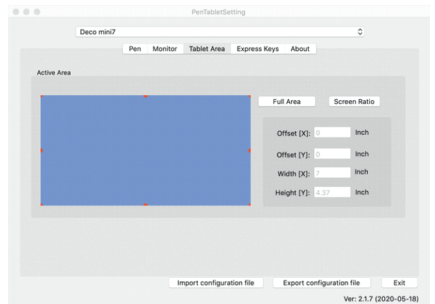 PenTabletSetting
Deco mini7
Pen Monitor Tablet Area Express Keys About
Active Area
Full Area Screen Ratio
Offset [X]: 0 Inch
Offset [Y]: 0 Inch
Width [X]: 7 Inch
Height [Y]: 4.37 Inch
Import configuration file Export configuration file Exit
Ver: 2.1.7 (2020-05-18)